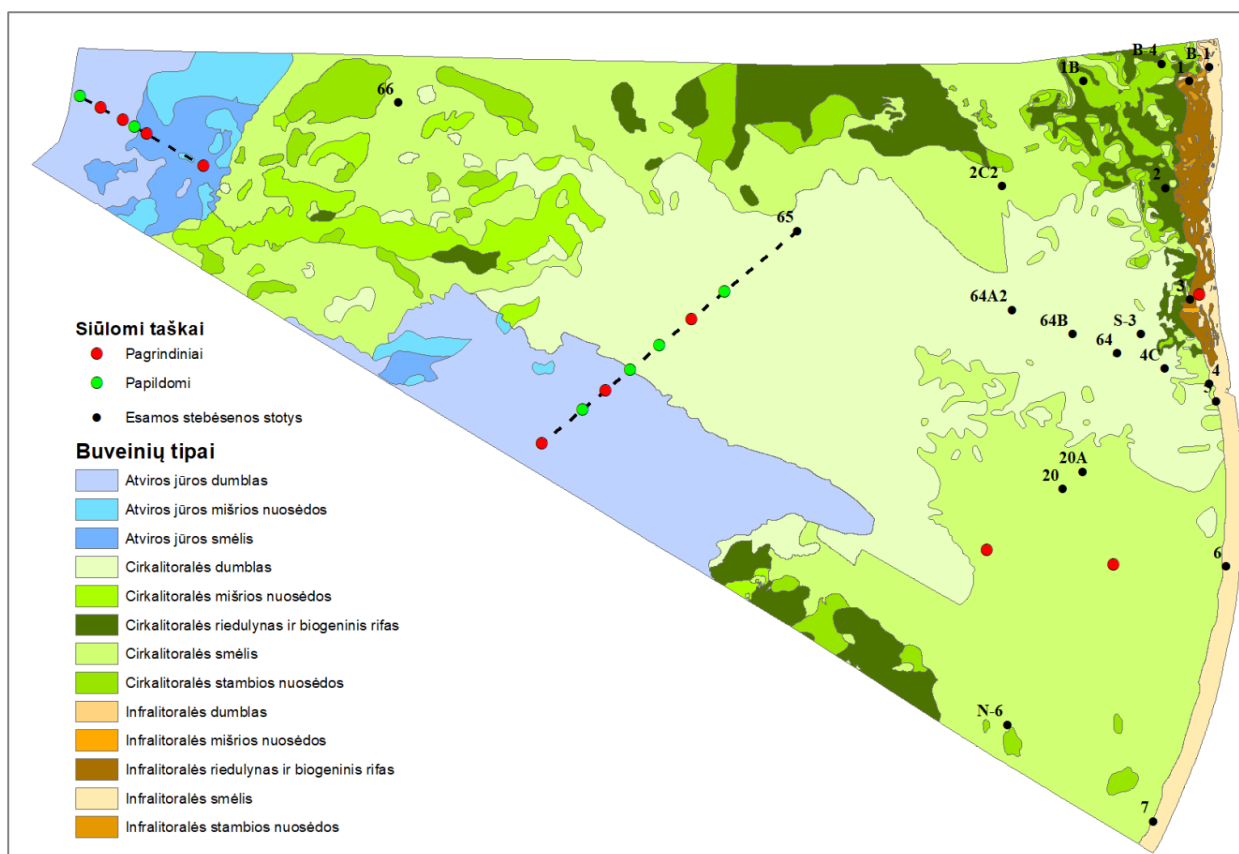 B-4
B-1
1
1B
66
2C2
2
65
3
64A2
64B
S-3
64
4C
4
5
20A
20
6
N-6
7
Siūlomi taškai
Pagrindiniai
Papildomi
Esamos stebėsenos stotys
Buveinių tipai
Atviros jūros dumblas
Atviros jūros mišrios nuosėdos
Atviros jūros smėlis
Cirkalitoralės dumblas
Cirkalitoralės mišrios nuosėdos
Cirkalitoralės riedulynas ir biogeninis rifas
Cirkalitoralės smėlis
Cirkalitoralės stambios nuosėdos
Infralitoralės dumblas
Infralitoralės mišrios nuosėdos
Infralitoralės riedulynas ir biogeninis rifas
Infralitoralės smėlis
Infralitoralės stambios nuosėdos